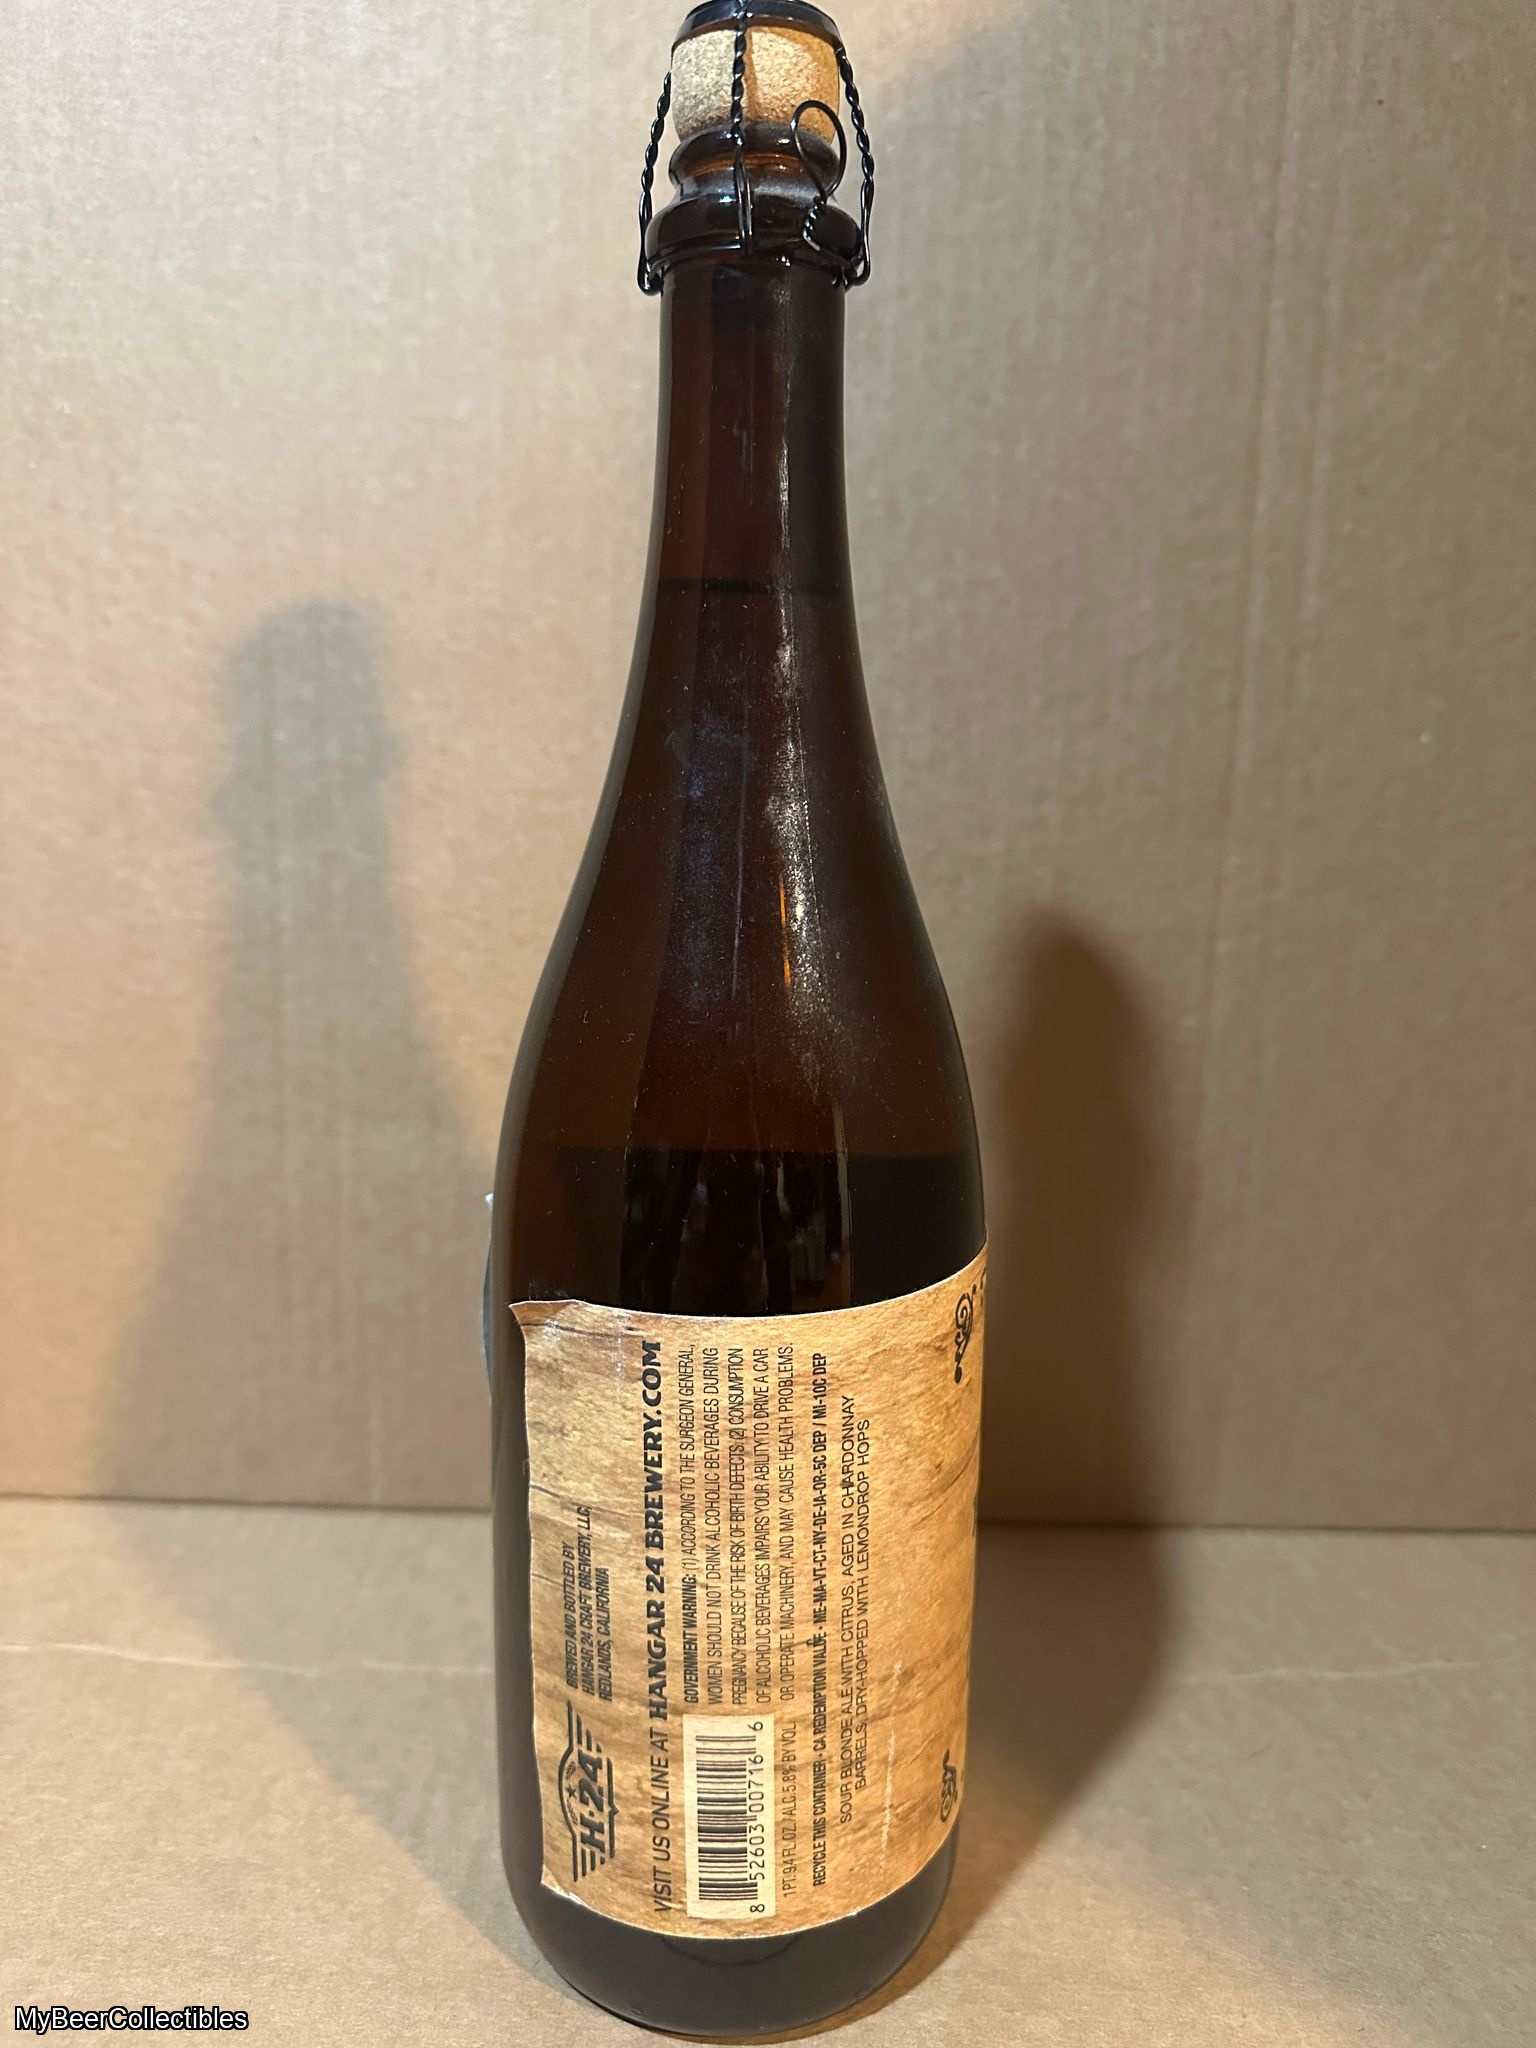 H·24
BREWED AND BOTTLED BY
HANGAR 24 CRAFT BREWERY, LLC,
REDLANDS, CALIFORNIA
VISIT US ONLINE AT HANGAR 24 BREWERY.COM
GOVERNMENT WARNING: (1) ACCORDING TO THE SURGEON GENERAL,
WOMEN SHOULD NOT DRINK ALCOHOLIC BEVERAGES DURING
PREGNANCY BECAUSE OF THE RISK OF BIRTH DEFECTS. (2) CONSUMPTION
OF ALCOHOLIC BEVERAGES IMPAIRS YOUR ABILITY TO DRIVE A CAR
OR OPERATE MACHINERY, AND MAY CAUSE HEALTH PROBLEMS.
8 52603 00716 6
1 PT. 9.4 FL.OZ. / ALC. 5.8% BY VOL.
RECYCLE THIS CONTAINER - CA REDEMPTION VALUE - ME-MA-VT-CT-NY-DE-IA-OR-5C DEP / MI-10C DEP
SOUR BLONDE ALE WITH CITRUS, AGED IN CHARDONNAY
BARRELS, DRY-HOPPED WITH LEMONDROP HOPS
MyBeerCollectibles